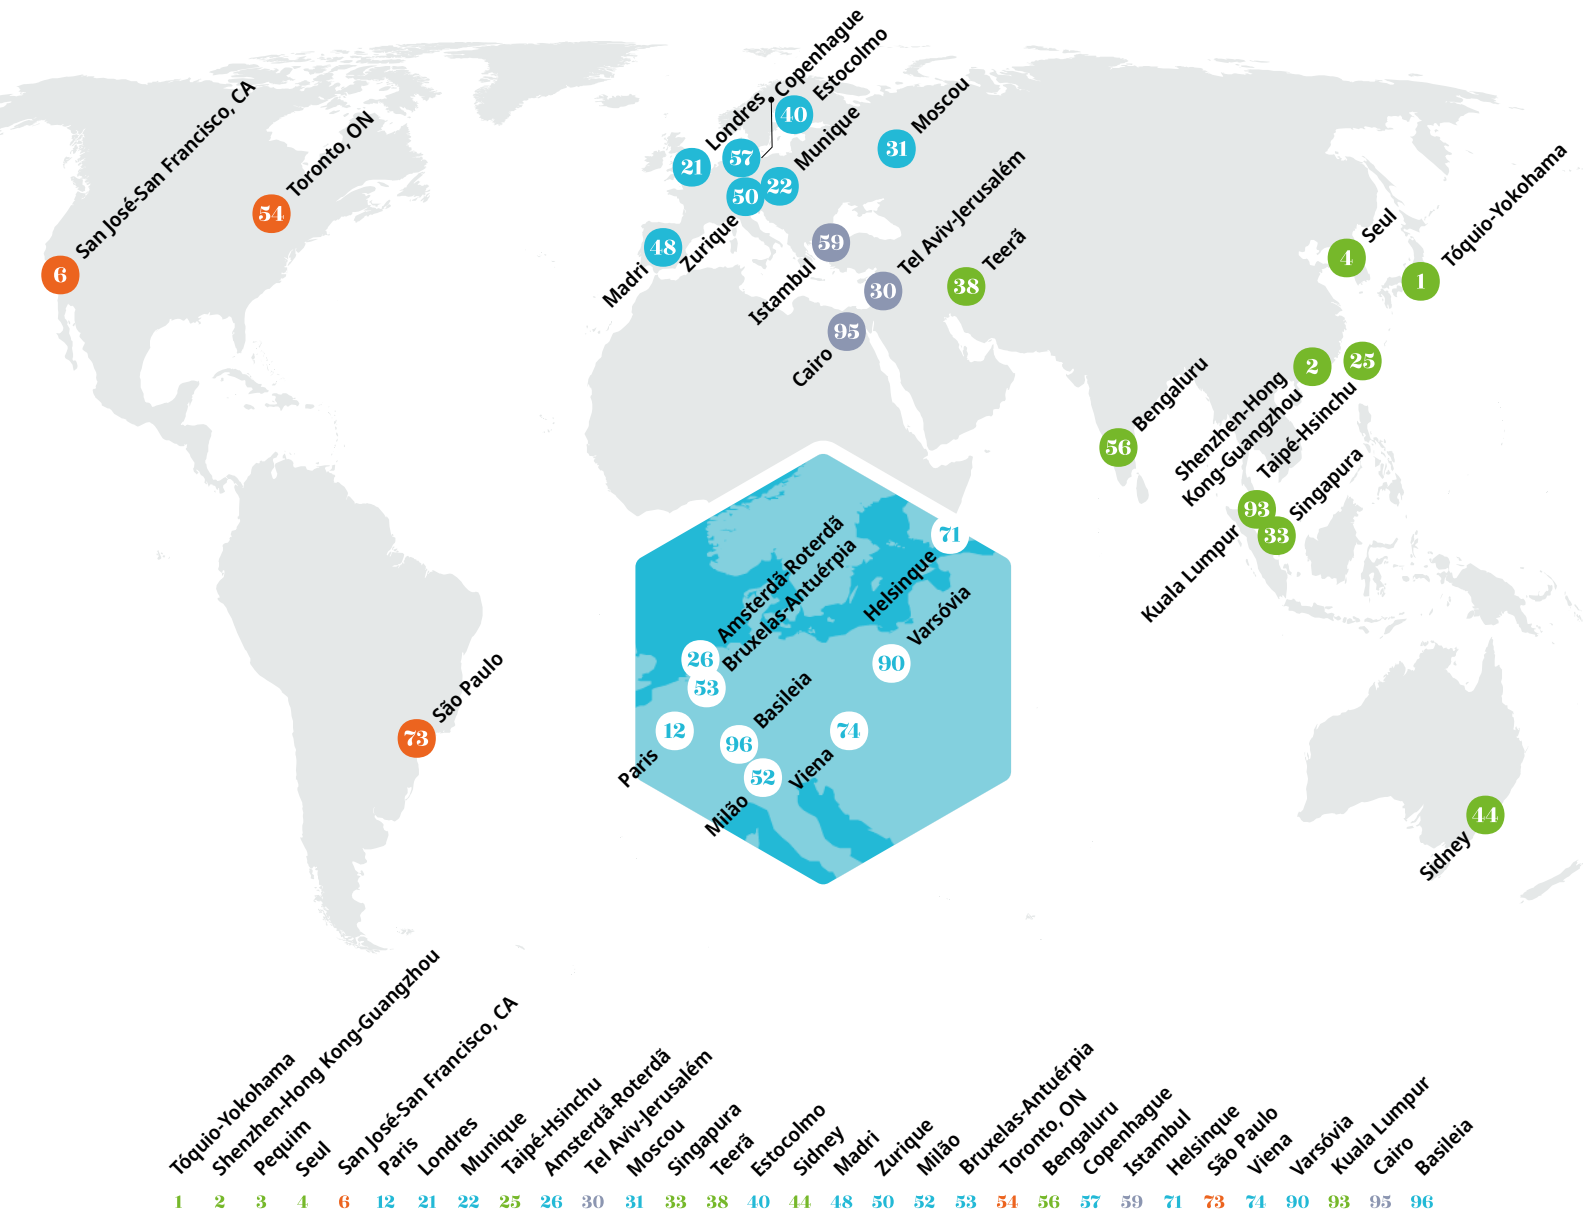 Copenhague
Estocolmo
Londres
40
Munique
Moscou
57
31
21
22
50
San José-San Francisco, CA
Toronto, ON
54
6
Madri
48
Zurique
Istambul
59
Tel Aviv-Jerusalém
30
Teerã
38
Cairo
95
Seul
4
Tóquio-Yokohama
1
2
25
Shenzhen-Hong
Kong-Guangzhou
Taipé-Hsinchu
Bengaluru
56
Singapura
93
33
Kuala Lumpur
71
Amsterdã-Roterdã
Bruxelas-Antuérpia
Helsinque
Varsóvia
26
53
90
Basileia
12
Paris
96
74
Viena
52
Milão
São Paulo
73
44
Sidney
Tóquio-Yokohama
Shenzhen-Hong Kong-Guangzhou
Pequim
Seul
San José-San Francisco, CA
Paris
Londres
Munique
Taipé-Hsinchu
Amsterdã-Roterdã
Tel Aviv-Jerusalém
Moscou
Singapura
Teerã
Estocolmo
Sidney
Madri
Zurique
Milão
Bruxelas-Antuérpia
Toronto, ON
Bengaluru
Copenhague
Istambul
Helsinque
São Paulo
Viena
Varsóvia
Kuala Lumpur
Cairo
Basileia
1 2 3 4 6 12 21 22 25 26 30 31 33 38 40 44 48 50 52 53 54 56 57 59 71 73 74 90 93 95 96